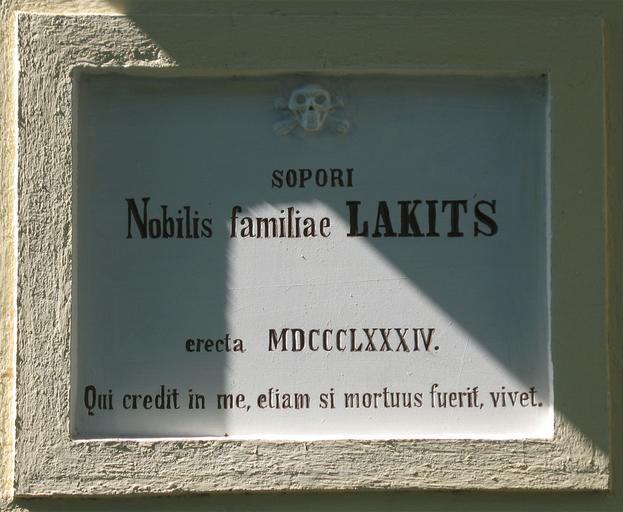 SOPORI
Nobilis familiae LAKITS
erecta MDCCCLXXXIV.
Qui credit in me, etiam si mortuus fuerit, vivet.